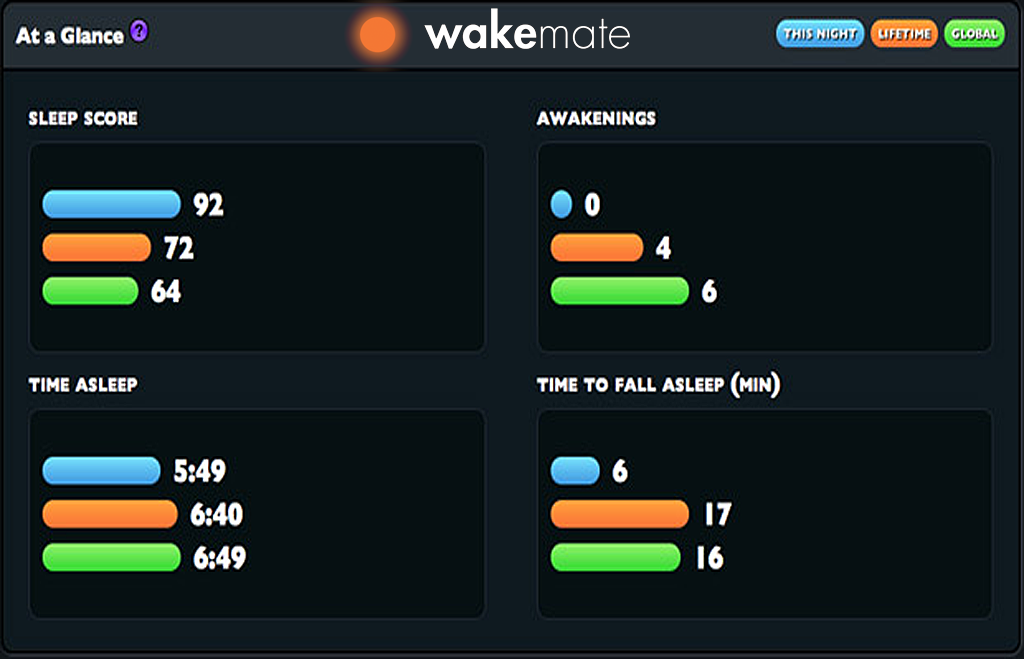 At a Glance ?
wakemate
THIS NIGHT LIFETIME GLOBAL
SLEEP SCORE
92
72
64
AWAKENINGS
0
4
6
TIME ASLEEP
5:49
6:40
6:49
TIME TO FALL ASLEEP (MIN)
6
17
16